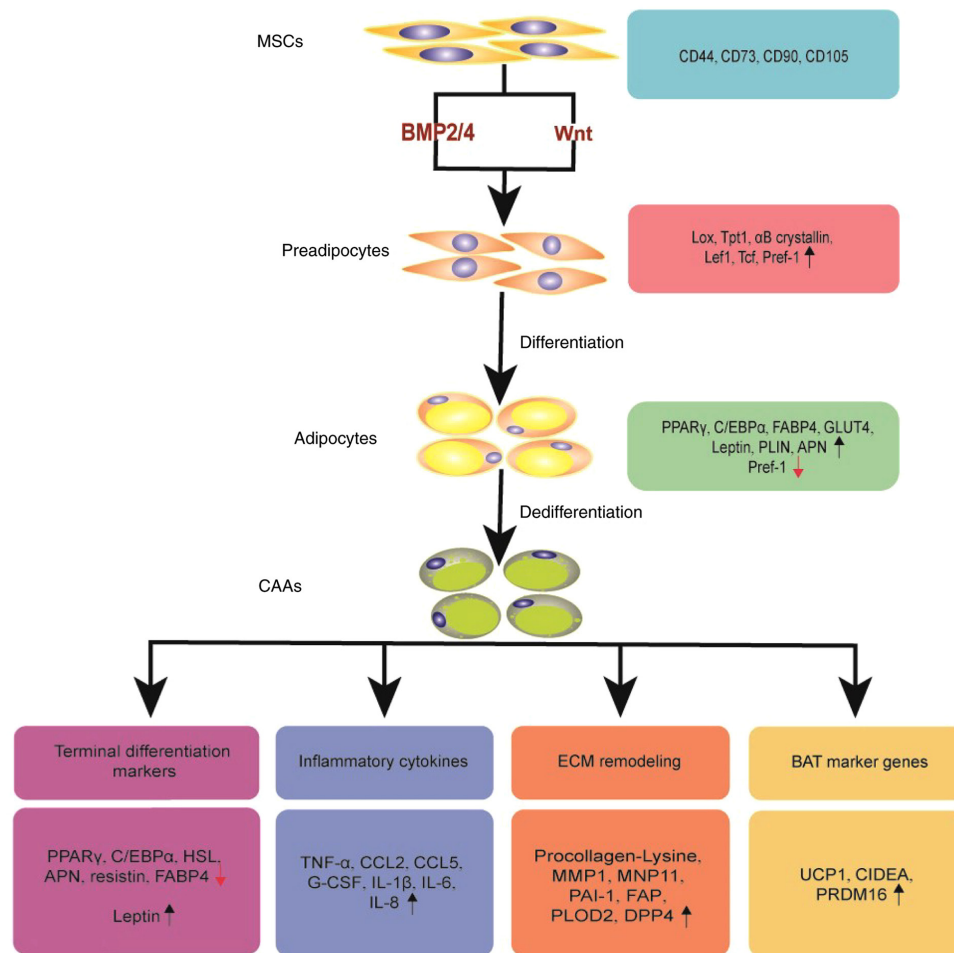 MSCs
CD44, CD73, CD90, CD105
BMP2/4
Wnt
Preadipocytes
Lox, Tpt1, αB crystallin,
Lef1, Tcf, Pref-1
Differentiation
Adipocytes
PPARγ, C/EBPα, FABP4, GLUT4,
Leptin, PLIN, APN
Pref-1
Dedifferentiation
CAAs
Terminal differentiation
markers
PPARγ, C/EBPα, HSL,
APN, resistin, FABP4
Leptin
Inflammatory cytokines
TNF-α, CCL2, CCL5,
G-CSF, IL-1β, IL-6,
IL-8
ECM remodeling
Procollagen-Lysine,
MMP1, MNP11,
PAI-1, FAP,
PLOD2, DPP4
BAT marker genes
UCP1, CIDEA,
PRDM16